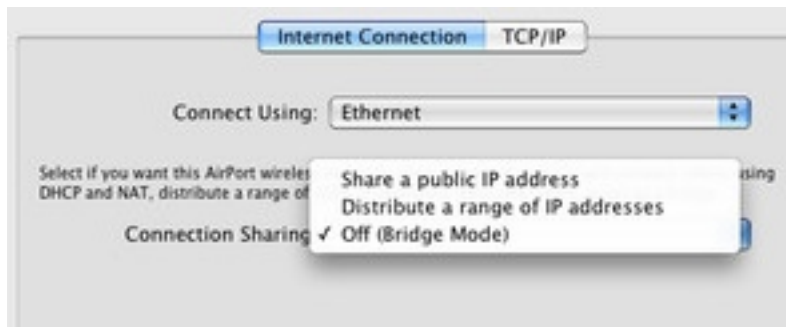 Internet Connection TCP/IP
Connect Using: Ethernet
Select if you want this AirPort wireles
using
DHCP and NAT, distribute a range of
Share a public IP address
Distribute a range of IP addresses
Connection Sharing ✓ Off (Bridge Mode)